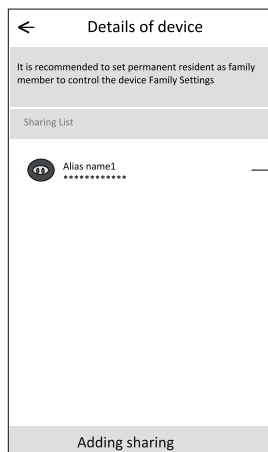 Details of device
It is recommended to set permanent resident as family
member to control the device Family Settings
Sharing List
Alias name1
************
Adding sharing